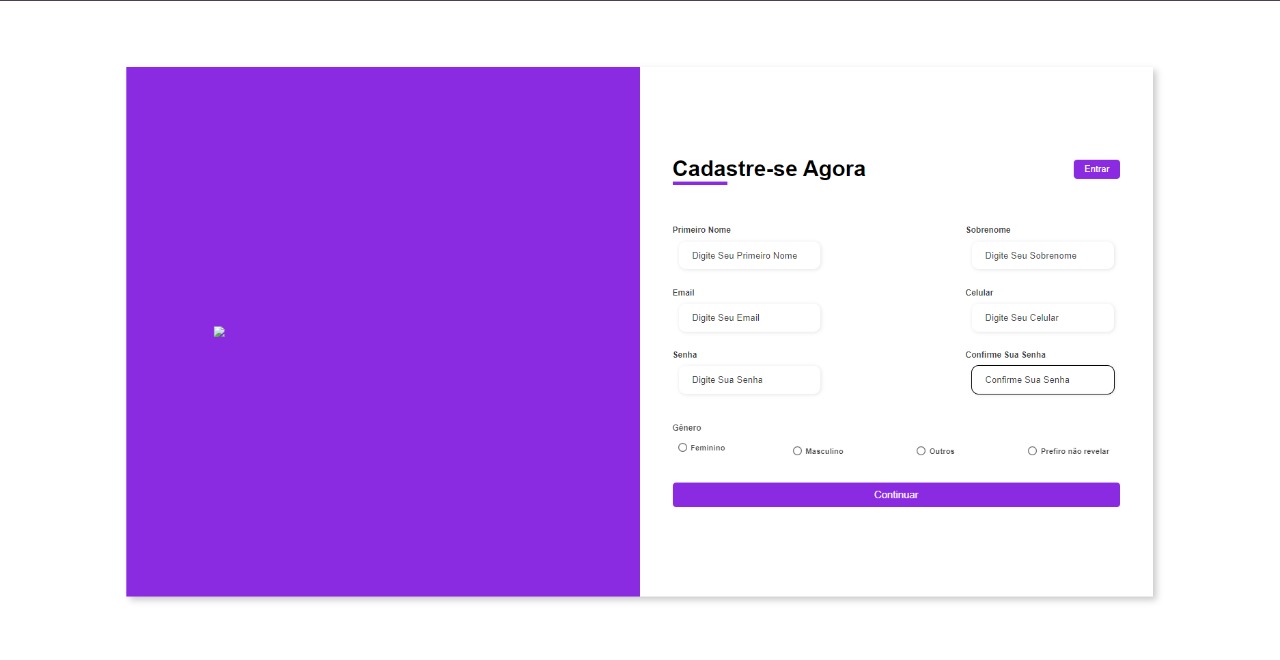 Cadastre-se Agora
Entrar
Primeiro Nome
Sobrenome
Digite Seu Primeiro Nome
Digite Seu Sobrenome
Email
Celular
Digite Seu Email
Digite Seu Celular
Senha
Confirme Sua Senha
Digite Sua Senha
Confirme Sua Senha
Gênero
Feminino
Masculino
Outros
Prefiro não revelar
Continuar